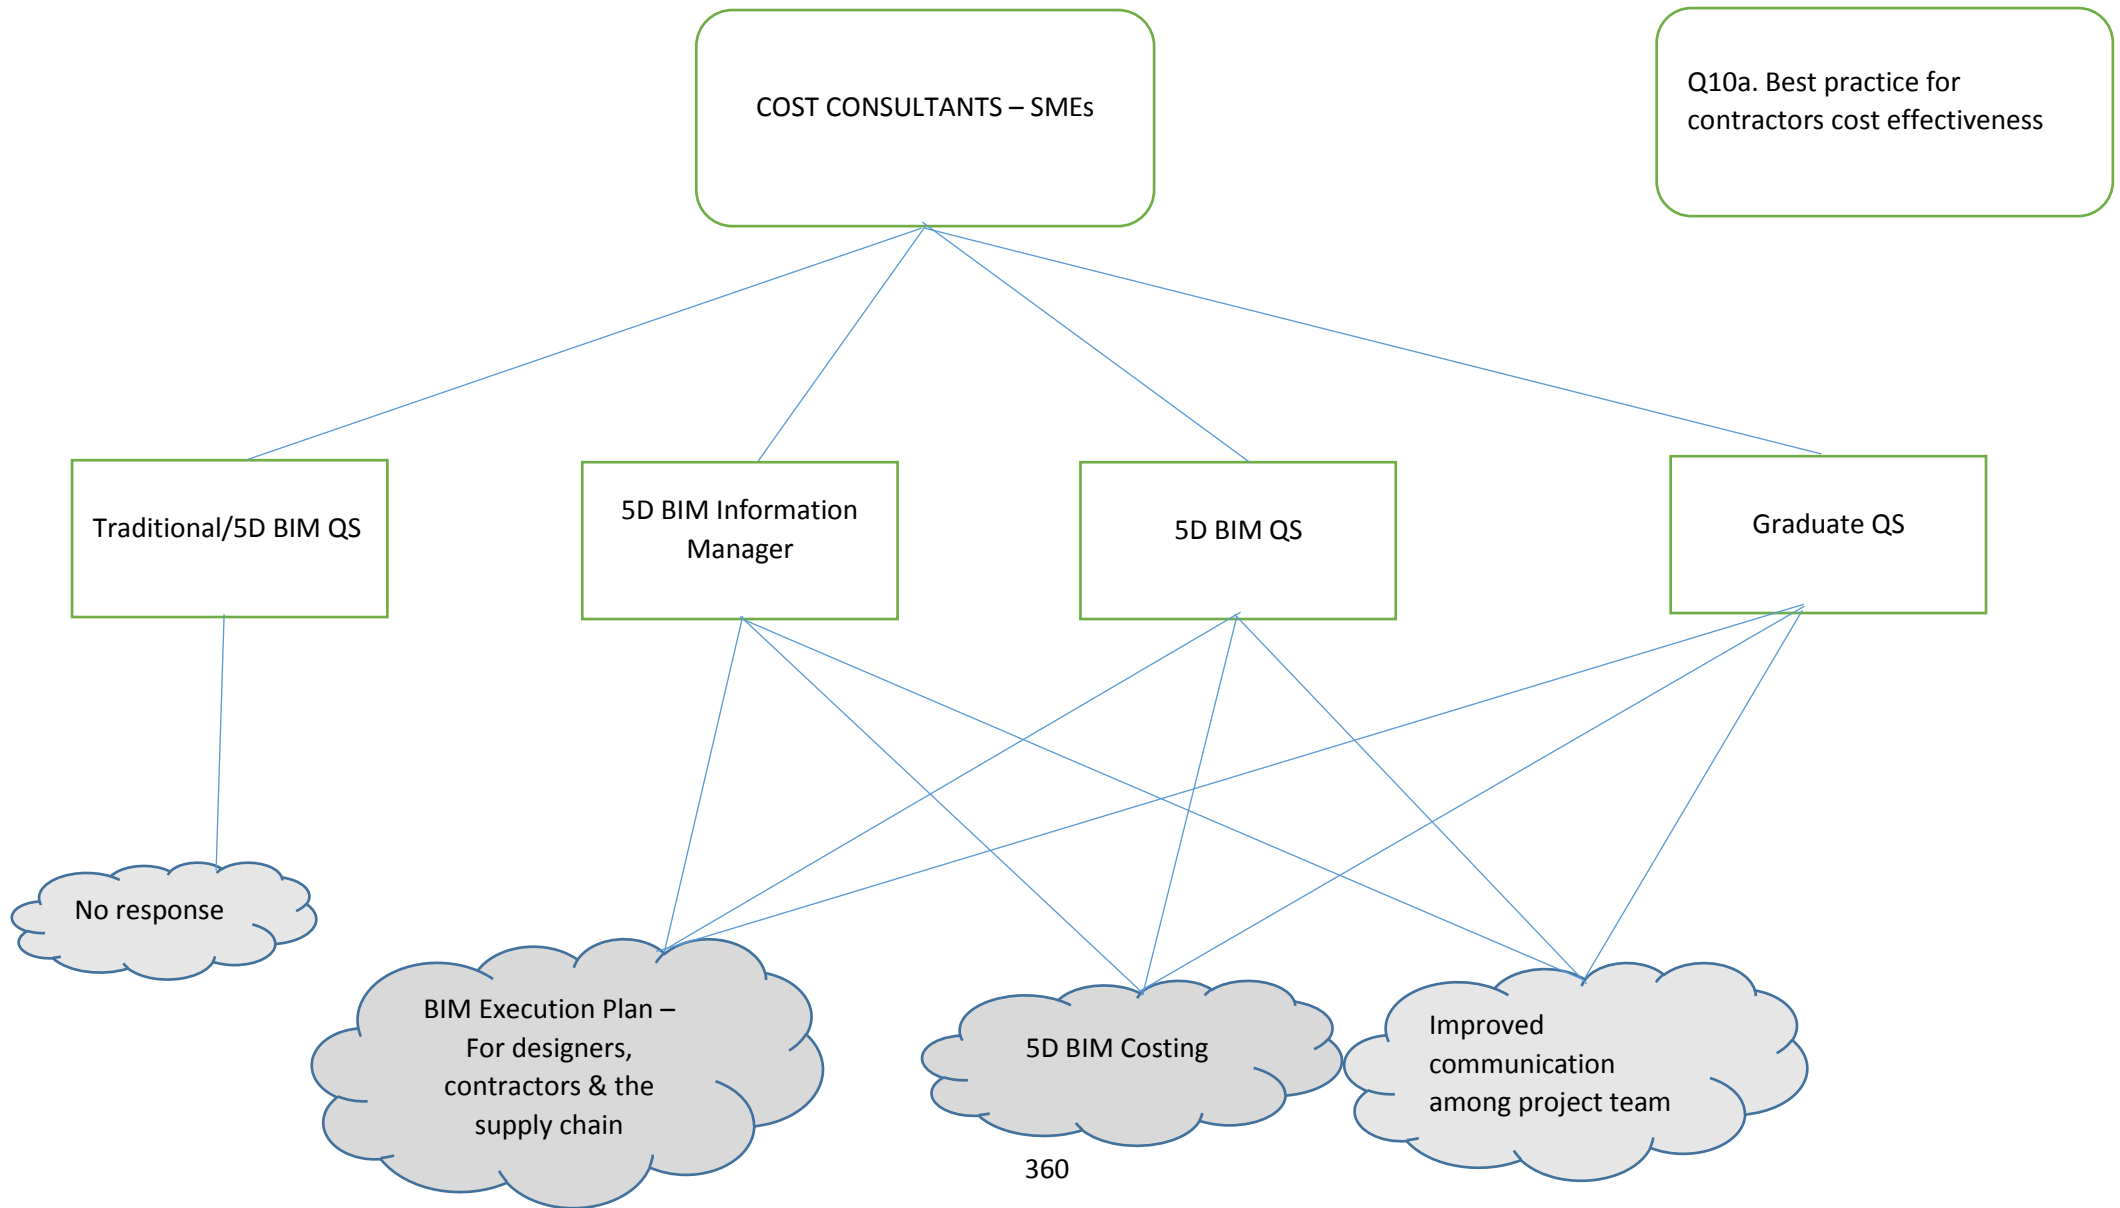 COST CONSULTANTS – SMEs
Q10a. Best practice for
contractors cost effectiveness
Traditional/5D BIM QS
5D BIM Information
Manager
5D BIM QS
Graduate QS
No response
BIM Execution Plan –
For designers,
contractors & the
supply chain
5D BIM Costing
Improved
communication
among project team
360